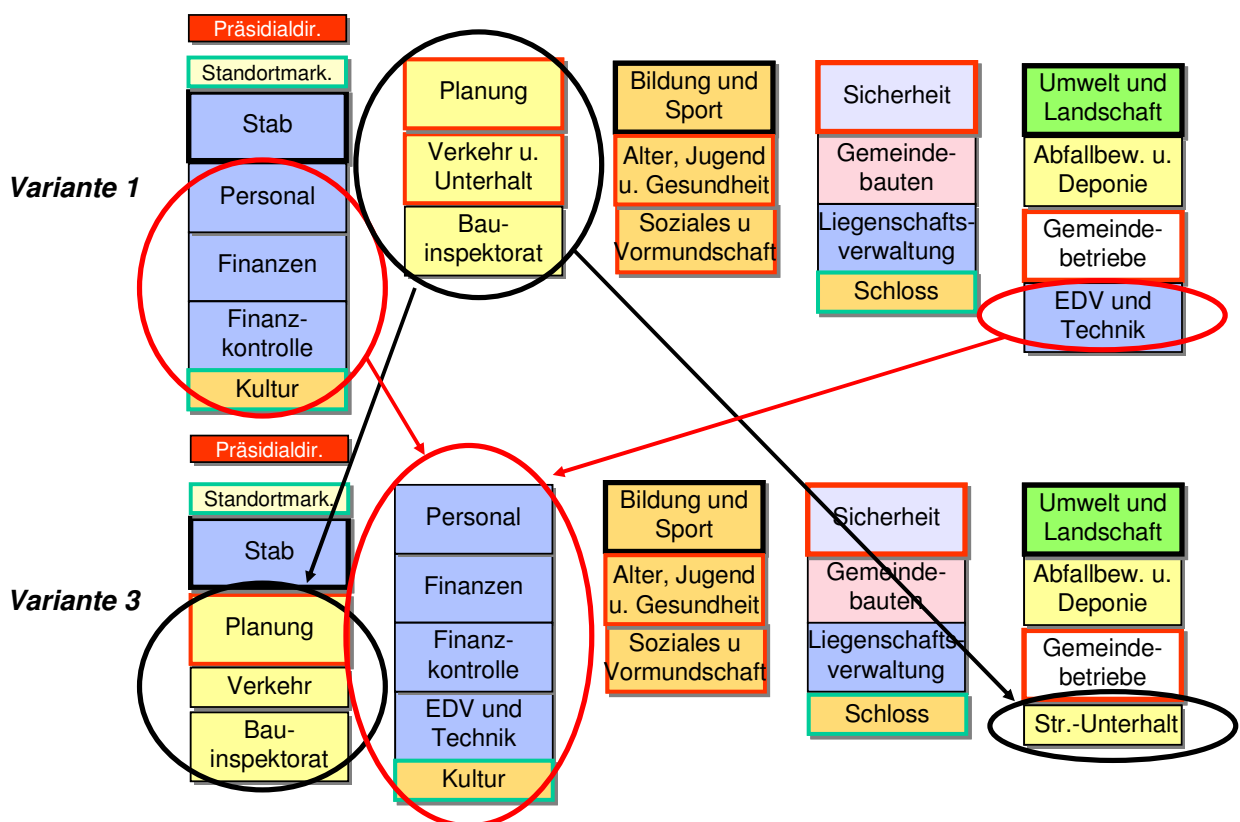 Präsidialdir.
Standortmark.
Stab
Variante 1
Personal
Finanzen
Finanz-
kontrolle
Kultur
Planung
Verkehr u.
Unterhalt
Bau-
inspektorat
Bildung und
Sport
Alter, Jugend
u. Gesundheit
Soziales u
Vormundschaft
Sicherheit
Gemeinde-
bauten
Liegenschafts-
verwaltung
Schloss
Umwelt und
Landschaft
Abfallbew. u.
Deponie
Gemeinde-
betriebe
EDV und
Technik
Präsidialdir.
Standortmark.
Stab
Variante 3
Planung
Verkehr
Bau-
inspektorat
Personal
Finanzen
Finanz-
kontrolle
EDV und
Technik
Kultur
Bildung und
Sport
Alter, Jugend
u. Gesundheit
Soziales u
Vormundschaft
Sicherheit
Gemeinde-
bauten
Liegenschafts-
verwaltung
Schloss
Umwelt und
Landschaft
Abfallbew. u.
Deponie
Gemeinde-
betriebe
Str.-Unterhalt